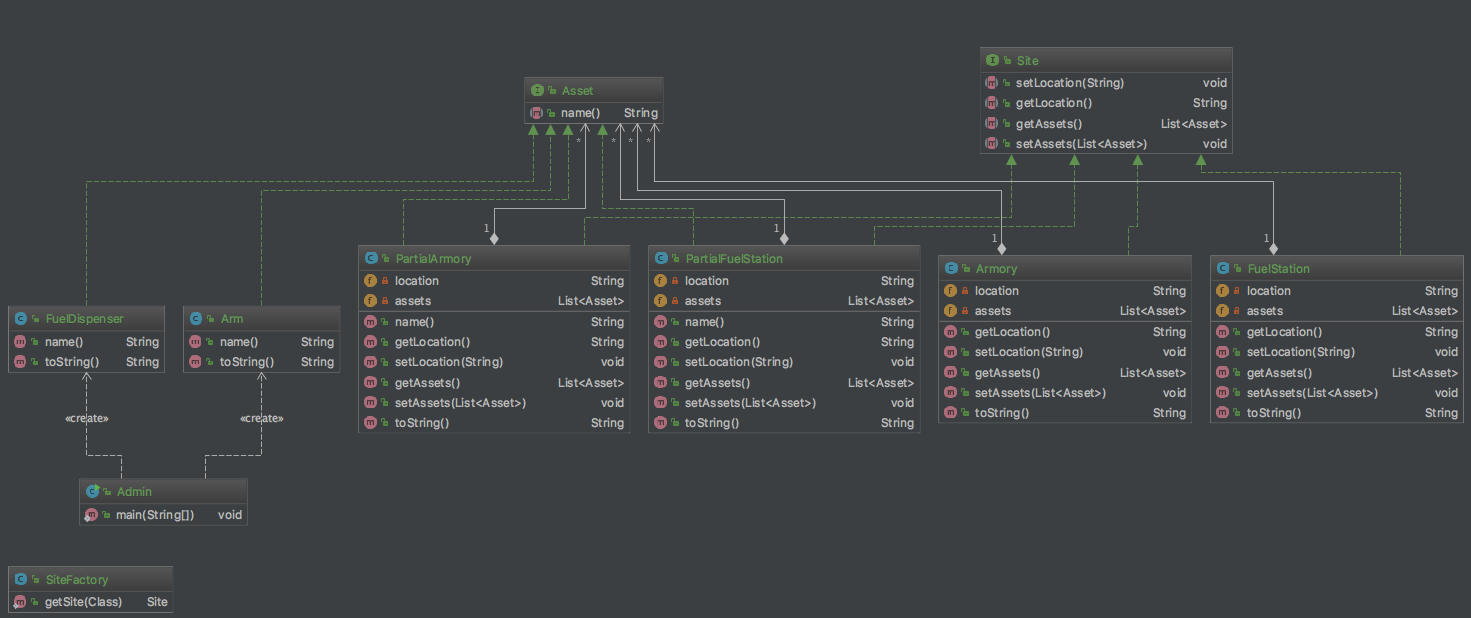 Site
setLocation(String) void
getLocation() String
getAssets() List<Asset>
setAssets(List<Asset>) void
Asset
name() String
* * * *
1 1 1 1
PartialArmory
location String
assets List<Asset>
name() String
getLocation() String
setLocation(String) void
getAssets() List<Asset>
setAssets(List<Asset>) void
toString() String
PartialFuelStation
location String
assets List<Asset>
name() String
getLocation() String
setLocation(String) void
getAssets() List<Asset>
setAssets(List<Asset>) void
toString() String
Armory
location String
assets List<Asset>
getLocation() String
setLocation(String) void
getAssets() List<Asset>
setAssets(List<Asset>) void
toString() String
FuelStation
location String
assets List<Asset>
getLocation() String
setLocation(String) void
getAssets() List<Asset>
setAssets(List<Asset>) void
toString() String
FuelDispenser
name() String
toString() String
Arm
name() String
toString() String
«create» «create»
Admin
main(String[]) void
SiteFactory
getSite(Class) Site